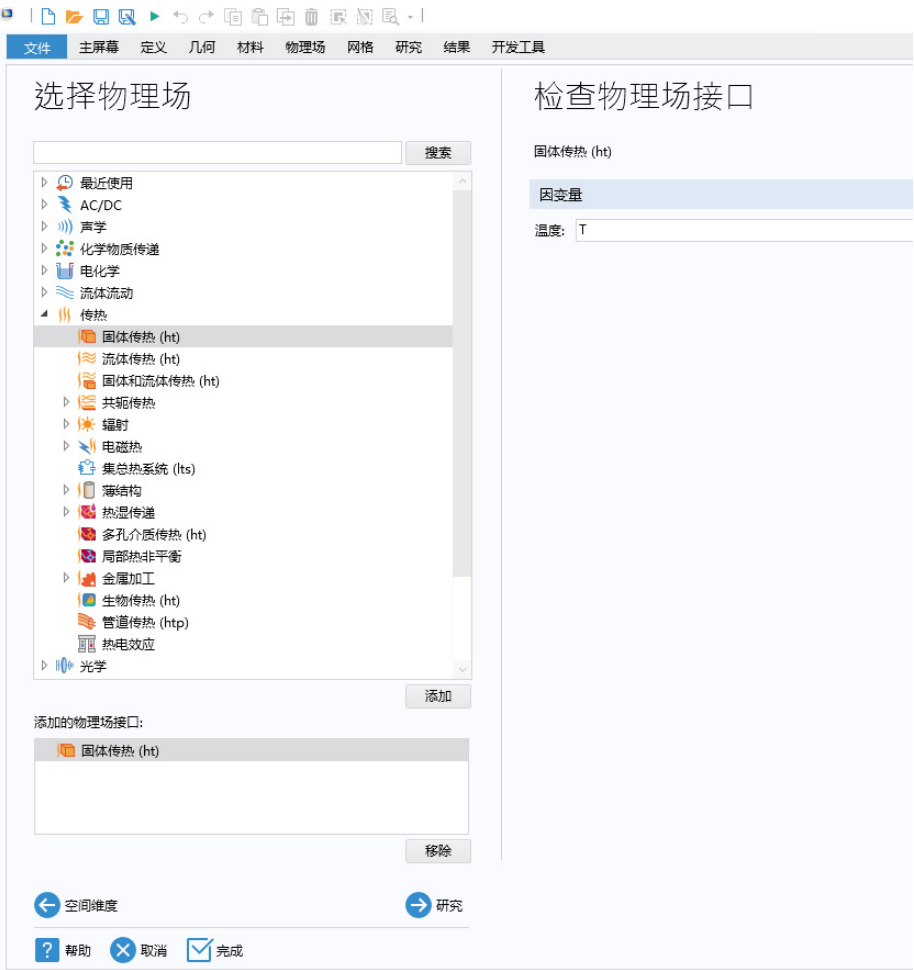 文件 主屏幕 定义 几何 材料 物理场 网格 研究 结果 开发工具
选择物理场
搜索
最近使用
AC/DC
声学
化学物质传递
电化学
流体流动
传热
固体传热 (ht)
流体传热 (ht)
固体和流体传热 (ht)
共轭传热
辐射
电磁热
集总热系统 (lts)
薄结构
热湿传递
多孔介质传热 (ht)
局部热非平衡
金属加工
生物传热 (ht)
管道传热 (htp)
热电效应
光学
添加
添加的物理场接口:
固体传热 (ht)
移除
空间维度 研究
? 帮助 取消 完成
检查物理场接口
固体传热 (ht)
因变量
温度: T